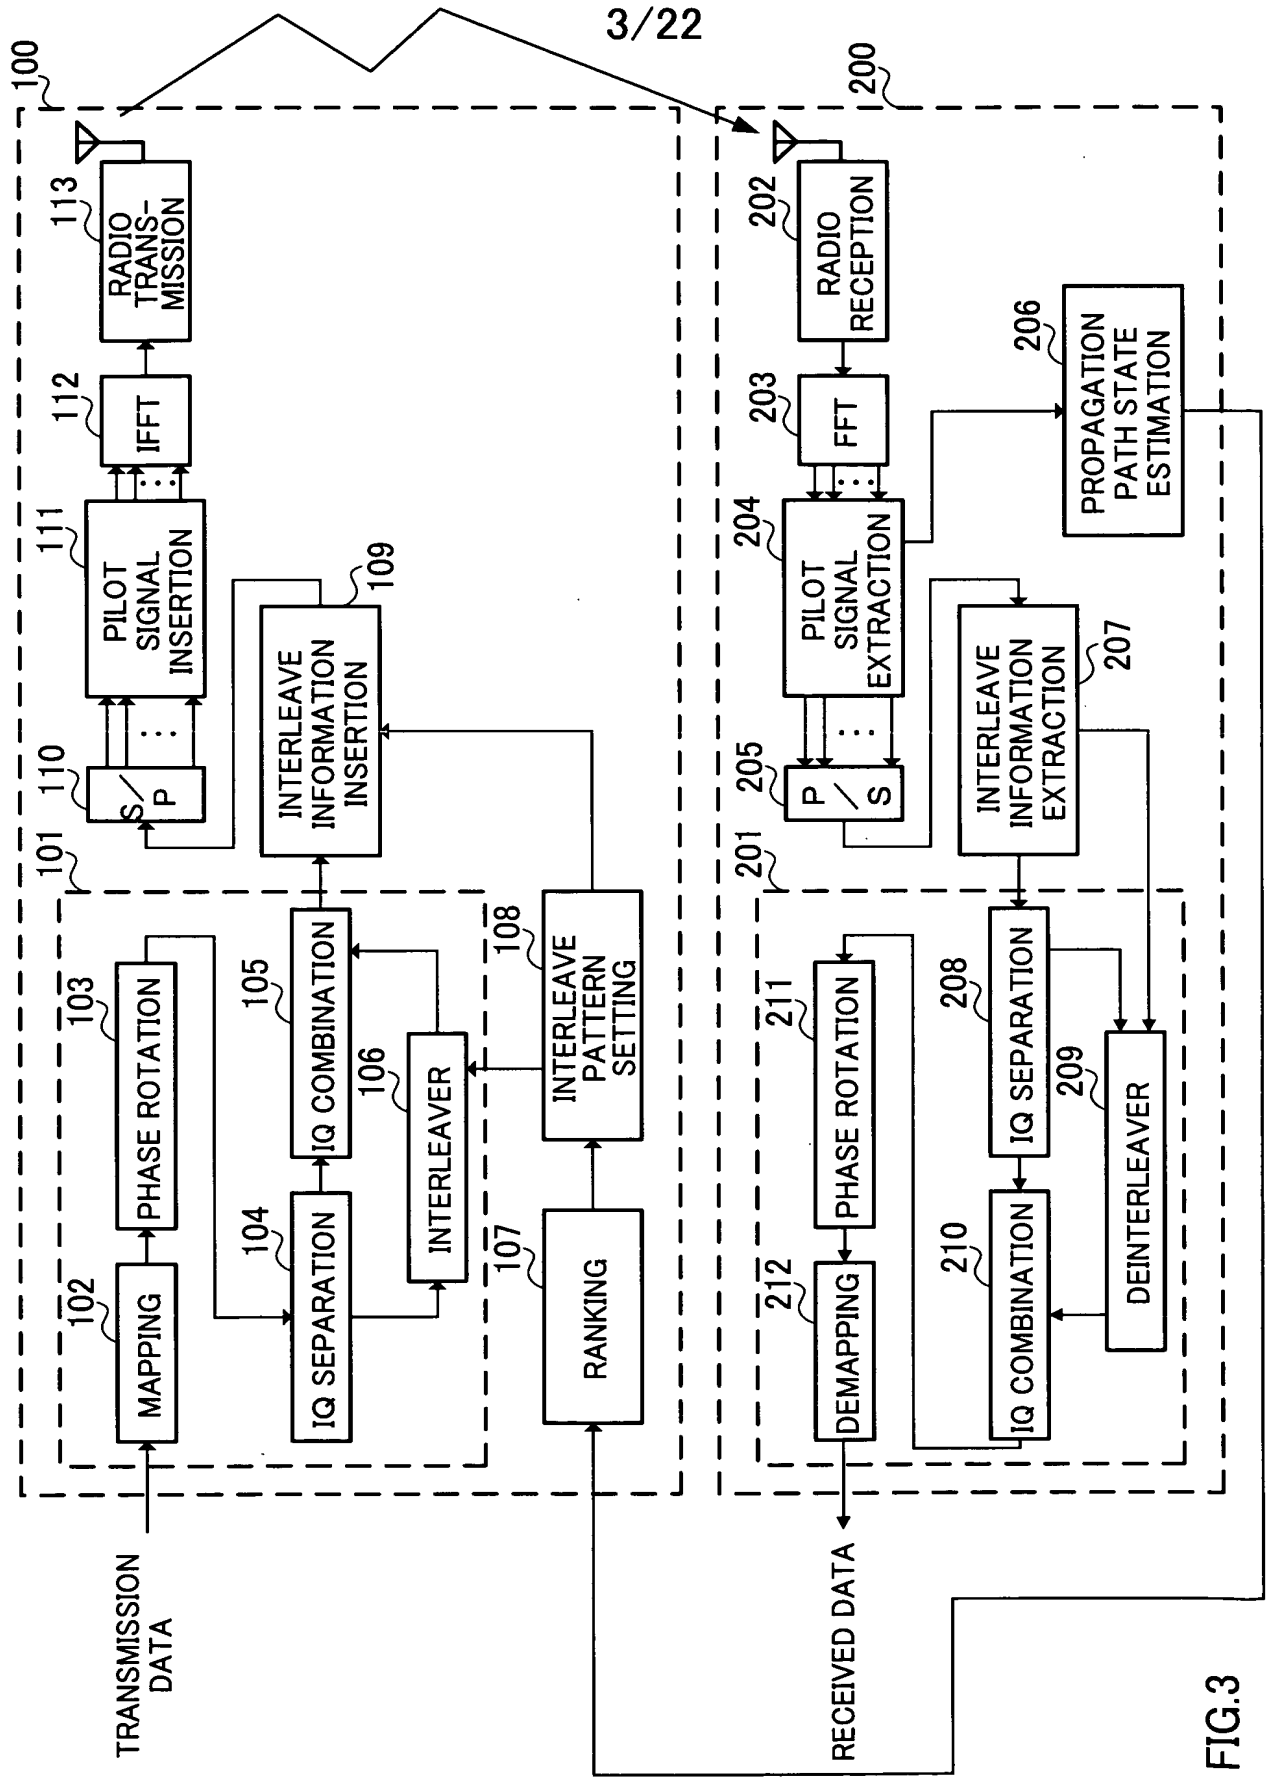 3/22
100
113
RADIO
TRANS-
MISSION
112
IFFT
111
PILOT
SIGNAL
INSERTION
110
S/P
109
INTERLEAVE
INFORMATION
INSERTION
101
103
PHASE ROTATION
102
MAPPING
105
IQ COMBINATION
104
IQ SEPARATION
106
INTERLEAVER
108
INTERLEAVE
PATTERN
SETTING
107
RANKING
TRANSMISSION
DATA
200
202
RADIO
RECEPTION
203
FFT
204
PILOT
SIGNAL
EXTRACTION
205
P/S
206
PROPAGATION
PATH STATE
ESTIMATION
207
INTERLEAVE
INFORMATION
EXTRACTION
201
211
PHASE ROTATION
212
DEMAPPING
208
IQ SEPARATION
210
IQ COMBINATION
209
DEINTERLEAVER
RECEIVED DATA
FIG.3